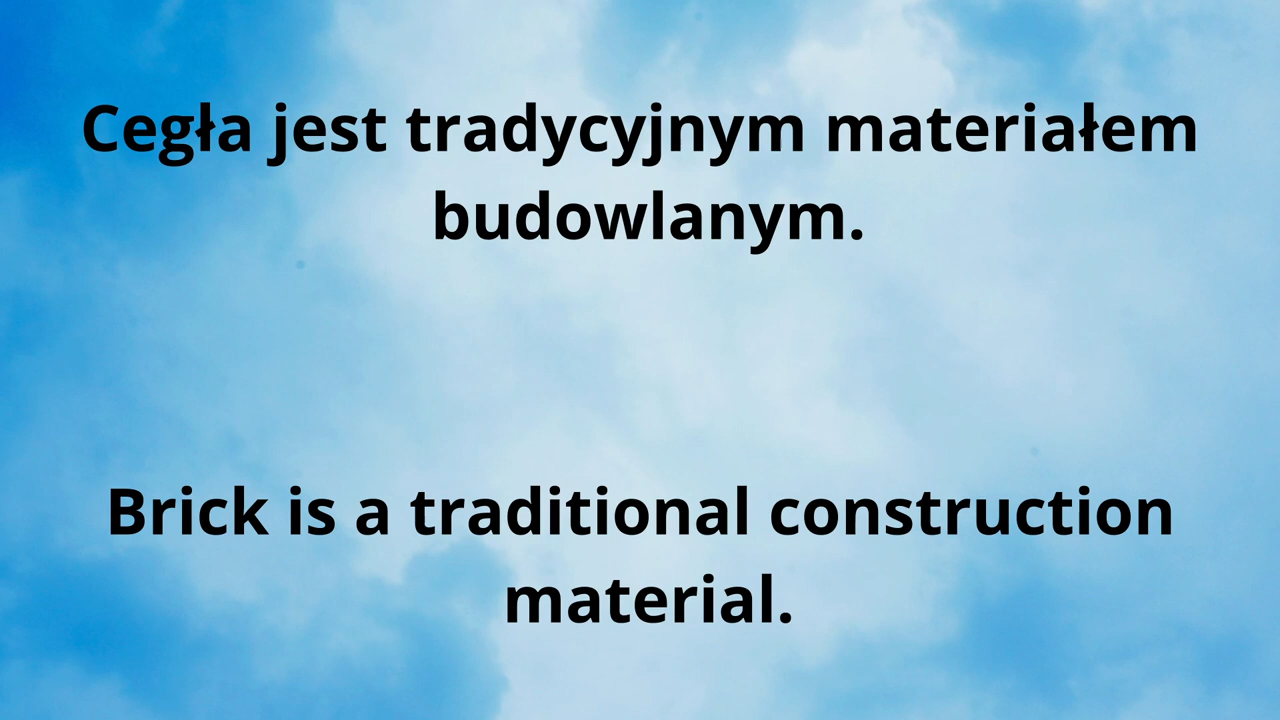 Cegła jest tradycyjnym materiałem
budowlanym.
Brick is a traditional construction
material.